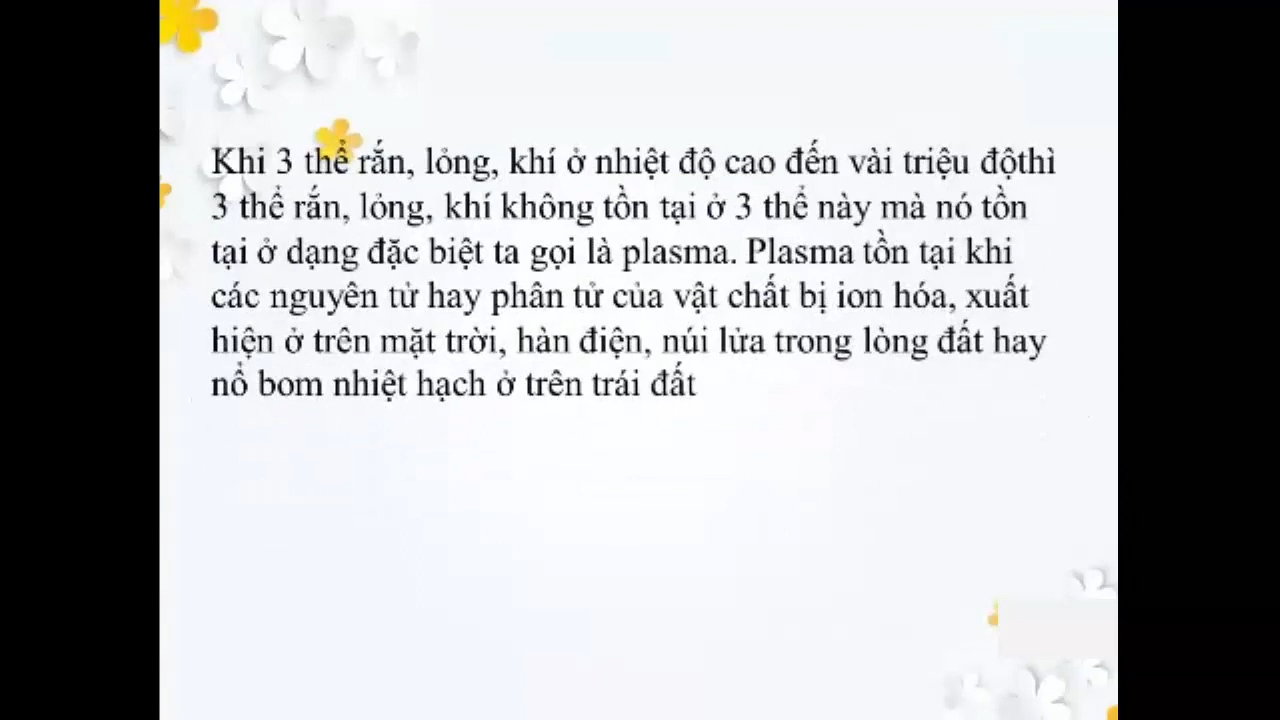 Khi 3 thể rắn, lỏng, khí ở nhiệt độ cao đến vài triệu độthì
3 thể rắn, lỏng, khí không tồn tại ở 3 thể này mà nó tồn
tại ở dạng đặc biệt ta gọi là plasma. Plasma tồn tại khi
các nguyên tử hay phân tử của vật chất bị ion hóa, xuất
hiện ở trên mặt trời, hàn điện, núi lửa trong lòng đất hay
nổ bom nhiệt hạch ở trên trái đất